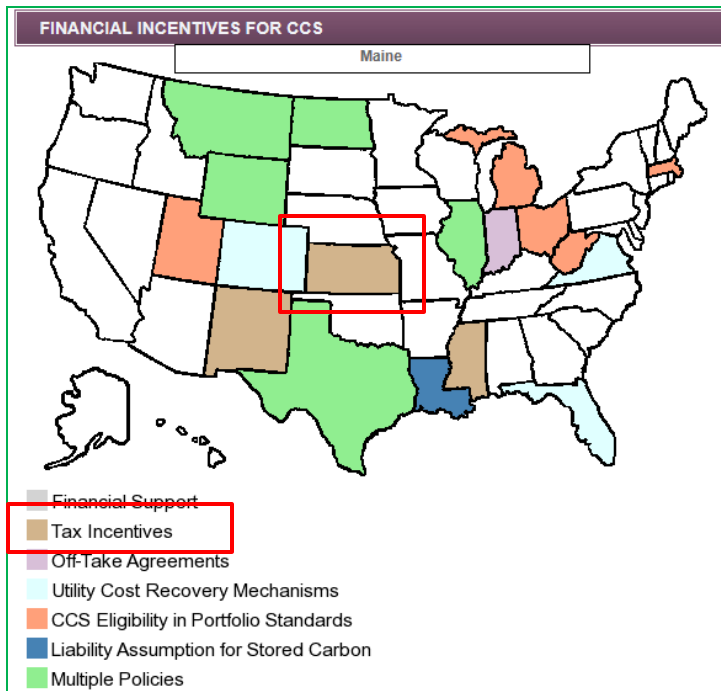 FINANCIAL INCENTIVES FOR CCS
Maine
Financial Support
Tax Incentives
Off-Take Agreements
Utility Cost Recovery Mechanisms
CCS Eligibility in Portfolio Standards
Liability Assumption for Stored Carbon
Multiple Policies